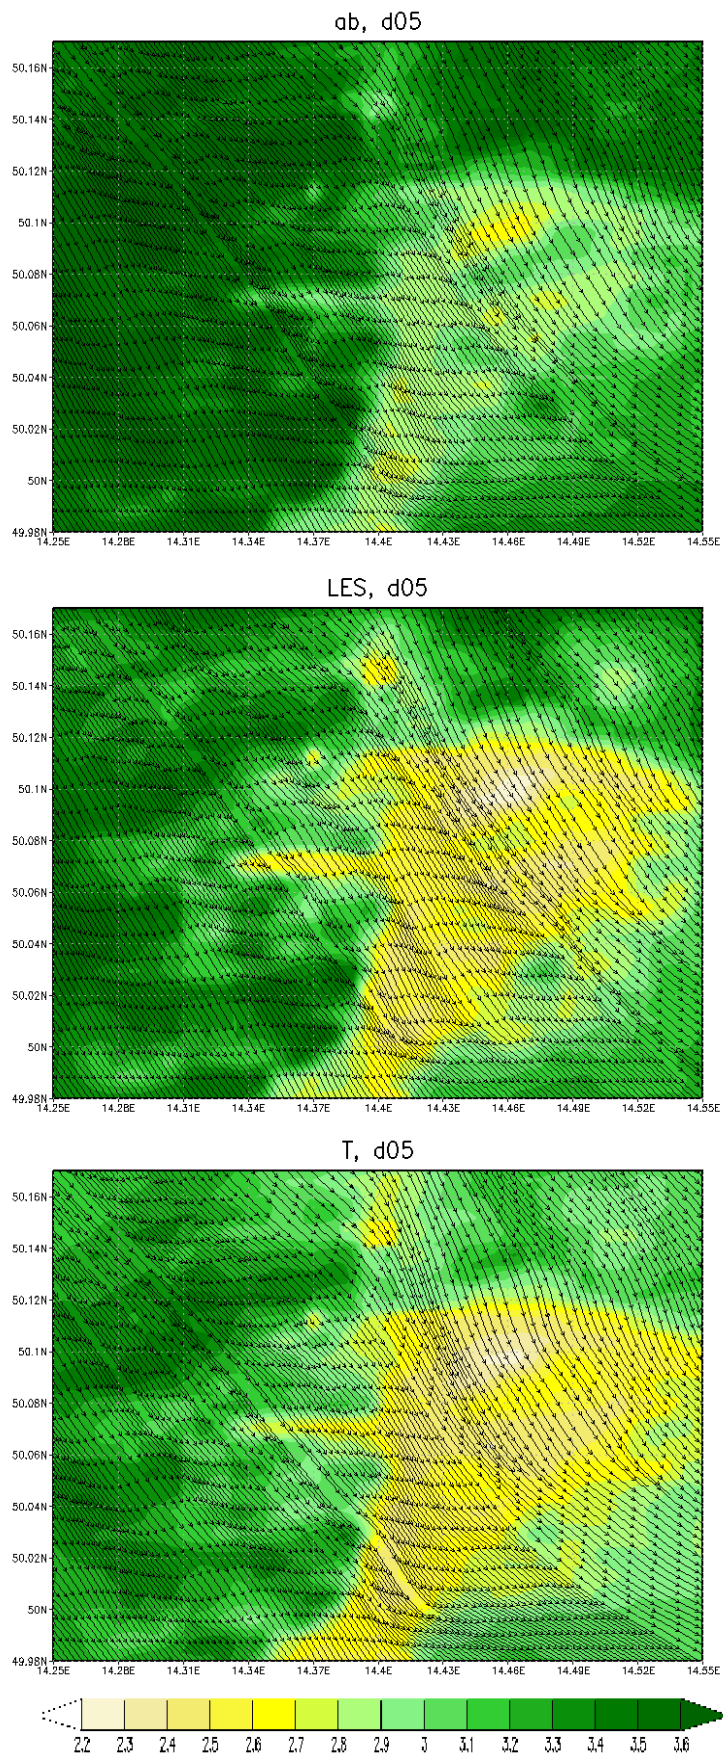 ab, d05
50.16N
50.14N
50.12N
50.1N
50.08N
50.06N
50.04N
50.02N
50N
49.98N
14.25E 14.28E 14.31E 14.34E 14.37E 14.4E 14.43E 14.46E 14.49E 14.52E 14.55E
LES, d05
50.16N
50.14N
50.12N
50.1N
50.08N
50.06N
50.04N
50.02N
50N
49.98N
14.25E 14.28E 14.31E 14.34E 14.37E 14.4E 14.43E 14.46E 14.49E 14.52E 14.55E
T, d05
50.16N
50.14N
50.12N
50.1N
50.08N
50.06N
50.04N
50.02N
50N
49.98N
14.25E 14.28E 14.31E 14.34E 14.37E 14.4E 14.43E 14.46E 14.49E 14.52E 14.55E
2.2 2.3 2.4 2.5 2.6 2.7 2.8 2.9 3 3.1 3.2 3.3 3.4 3.5 3.6